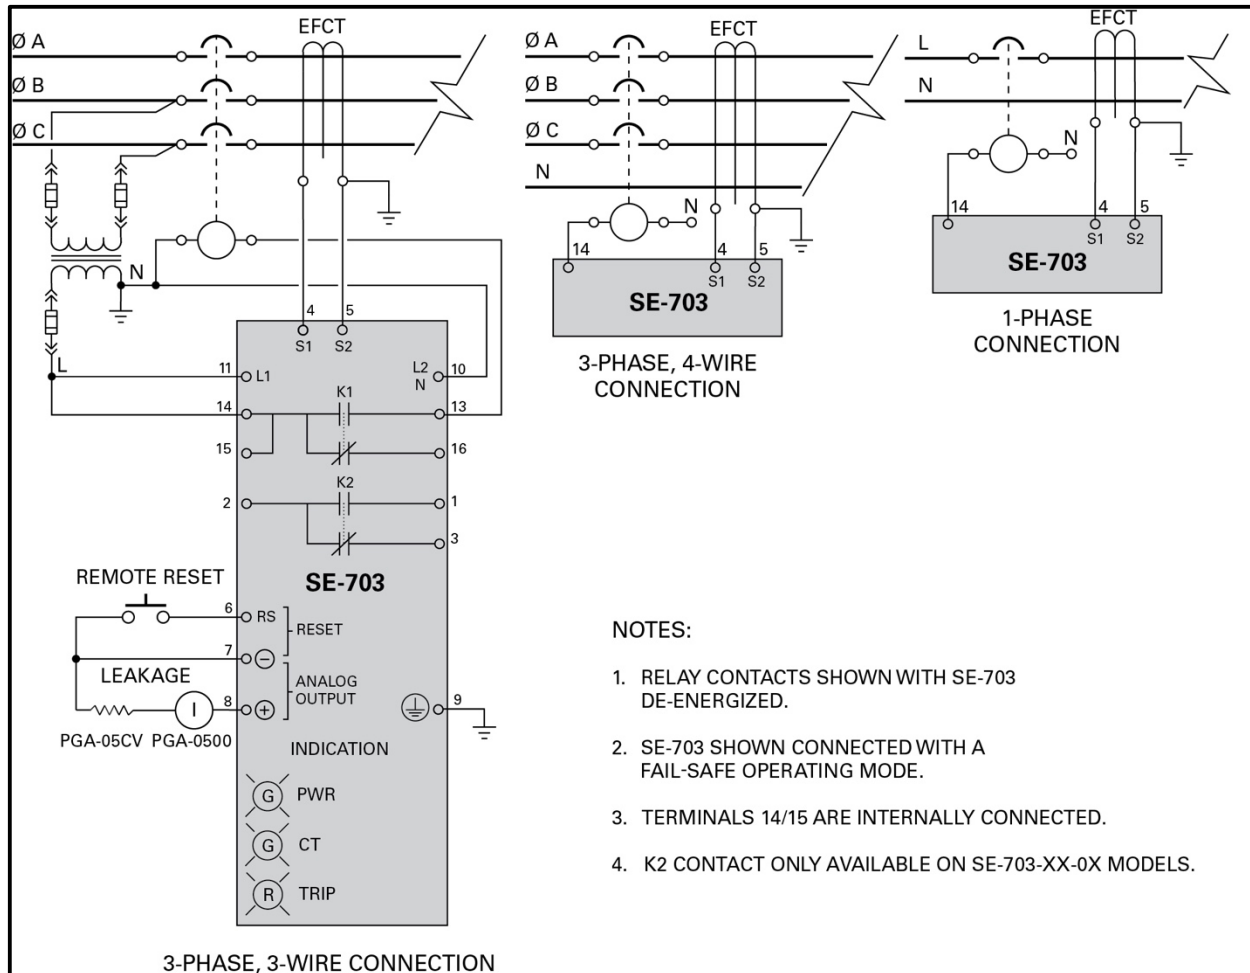 EFCT
Ø A
Ø B
Ø C
N
4 5
S1 S2
L
11 L1
L2
N 10
14 K1 13
15 16
2 K2 1
3
SE-703
REMOTE RESET
6 RS
RESET
7 −
LEAKAGE
ANALOG
OUTPUT
I 8 +
9
PGA-05CV PGA-0500
INDICATION
G PWR
G CT
R TRIP
3-PHASE, 3-WIRE CONNECTION
EFCT
Ø A
Ø B
Ø C
N
N
14 4 5
S1 S2
SE-703
3-PHASE, 4-WIRE
CONNECTION
EFCT
L
N
N
14 4 5
S1 S2
SE-703
1-PHASE
CONNECTION
NOTES:
1. RELAY CONTACTS SHOWN WITH SE-703
DE-ENERGIZED.
2. SE-703 SHOWN CONNECTED WITH A
FAIL-SAFE OPERATING MODE.
3. TERMINALS 14/15 ARE INTERNALLY CONNECTED.
4. K2 CONTACT ONLY AVAILABLE ON SE-703-XX-0X MODELS.